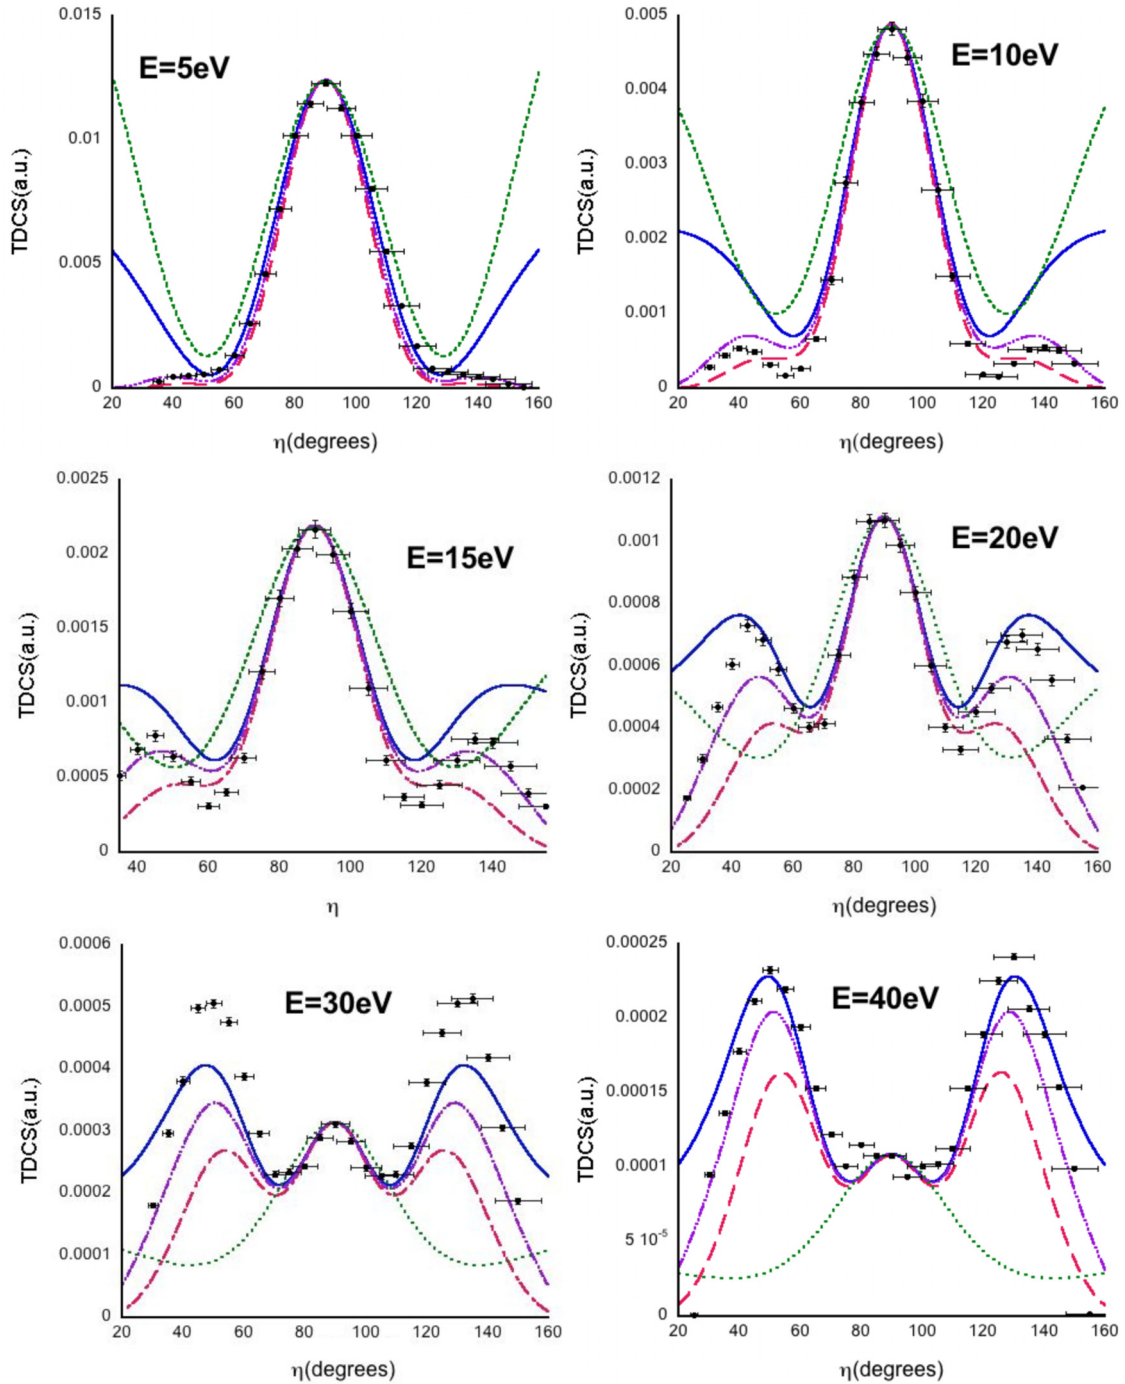 0.015
0.01
0.005
0
E=5eV
TDCS(a.u.)
20 40 60 80 100 120 140 160
η(degrees)
0.005
0.004
0.003
0.002
0.001
0
E=10eV
TDCS(a.u.)
20 40 60 80 100 120 140 160
η(degrees)
0.0025
0.002
0.0015
0.001
0.0005
0
E=15eV
TDCS(a.u.)
40 60 80 100 120 140
η
0.0012
0.001
0.0008
0.0006
0.0004
0.0002
0
E=20eV
TDCS(a.u.)
20 40 60 80 100 120 140 160
η(degrees)
0.0006
0.0005
0.0004
0.0003
0.0002
0.0001
0
E=30eV
TDCS(a.u.)
20 40 60 80 100 120 140 160
η(degrees)
0.00025
0.0002
0.00015
0.0001
5 10⁻⁵
0
E=40eV
TDCS(a.u.)
20 40 60 80 100 120 140 160
η(degrees)